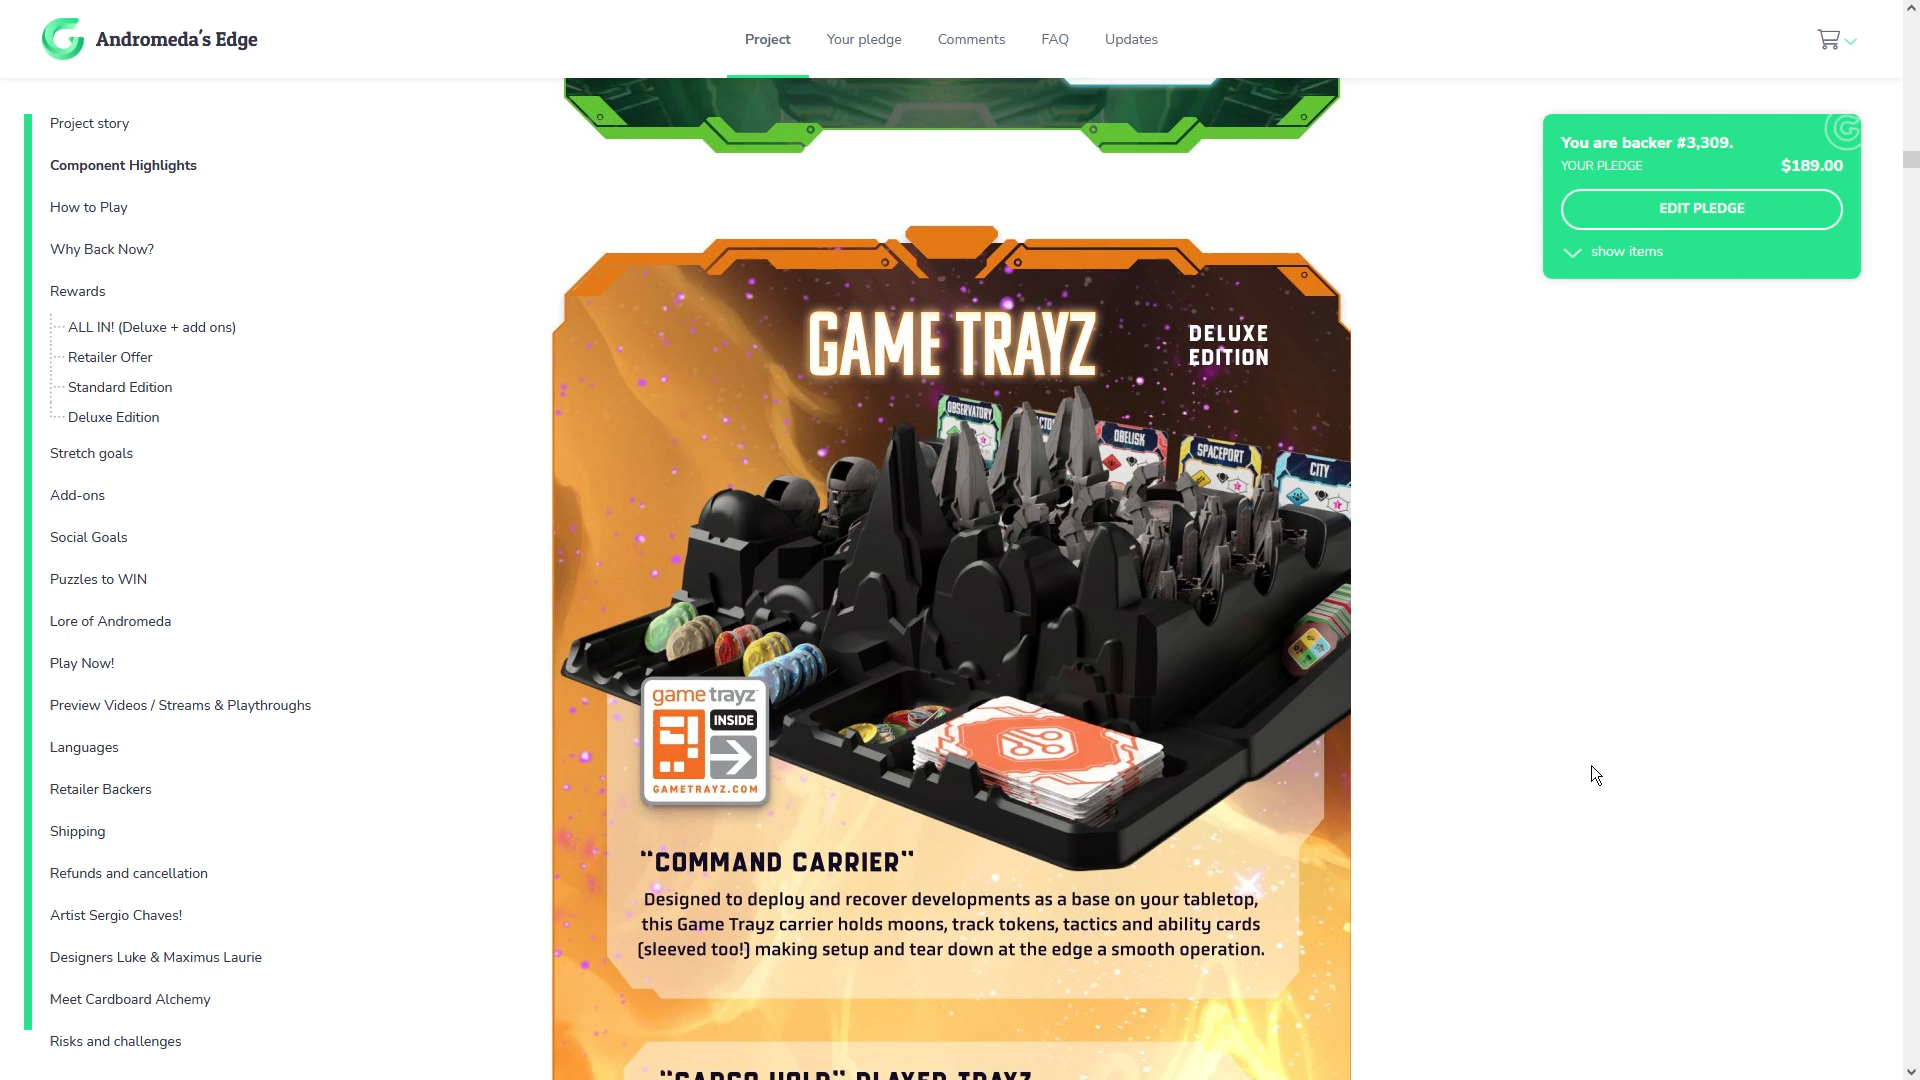 Andromeda's Edge
Project
Your pledge
Comments
FAQ
Updates
Project story
Component Highlights
How to Play
Why Back Now?
Rewards
ALL IN! (Deluxe + add ons)
Retailer Offer
Standard Edition
Deluxe Edition
Stretch goals
Add-ons
Social Goals
Puzzles to WIN
Lore of Andromeda
Play Now!
Preview Videos / Streams & Playthroughs
Languages
Retailer Backers
Shipping
Refunds and cancellation
Artist Sergio Chaves!
Designers Luke & Maximus Laurie
Meet Cardboard Alchemy
Risks and challenges
GAME TRAYZ
DELUXE
EDITION
OBSERVATORY
OBELISK
SPACEPORT
CITY
game trayz
INSIDE
GAMETRAYZ.COM
"COMMAND CARRIER"
Designed to deploy and recover developments as a base on your tabletop,
this Game Trayz carrier holds moons, track tokens, tactics and ability cards
(sleeved too!) making setup and tear down at the edge a smooth operation.
"CARGO HOLD" PLAYER TRAYZ
You are backer #3,309.
YOUR PLEDGE
$189.00
EDIT PLEDGE
show items